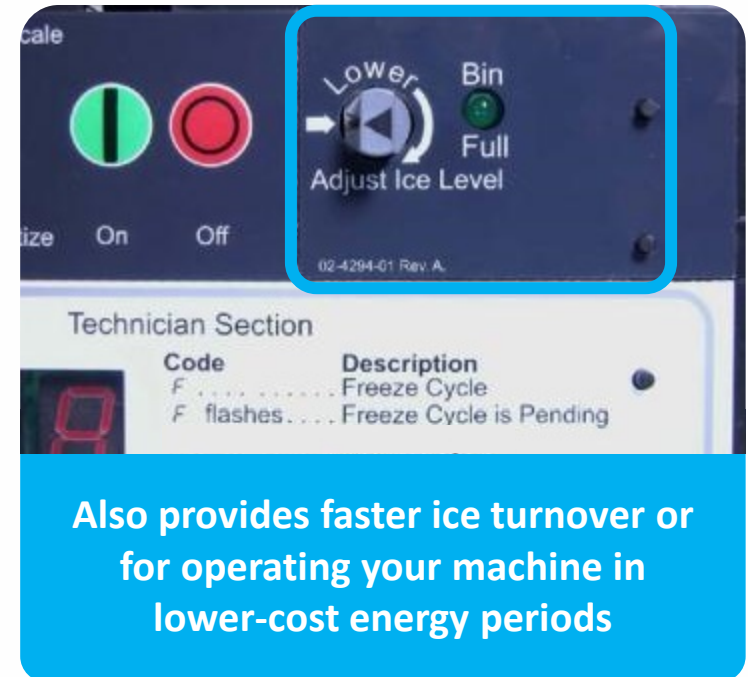 cale
Lower
Bin
Full
Adjust Ice Level
tize On Off
02-4294-01 Rev. A.
Technician Section
Code Description
F . . . . . . . . . . . Freeze Cycle
F flashes. . . . Freeze Cycle is Pending
Also provides faster ice turnover or
for operating your machine in
lower-cost energy periods